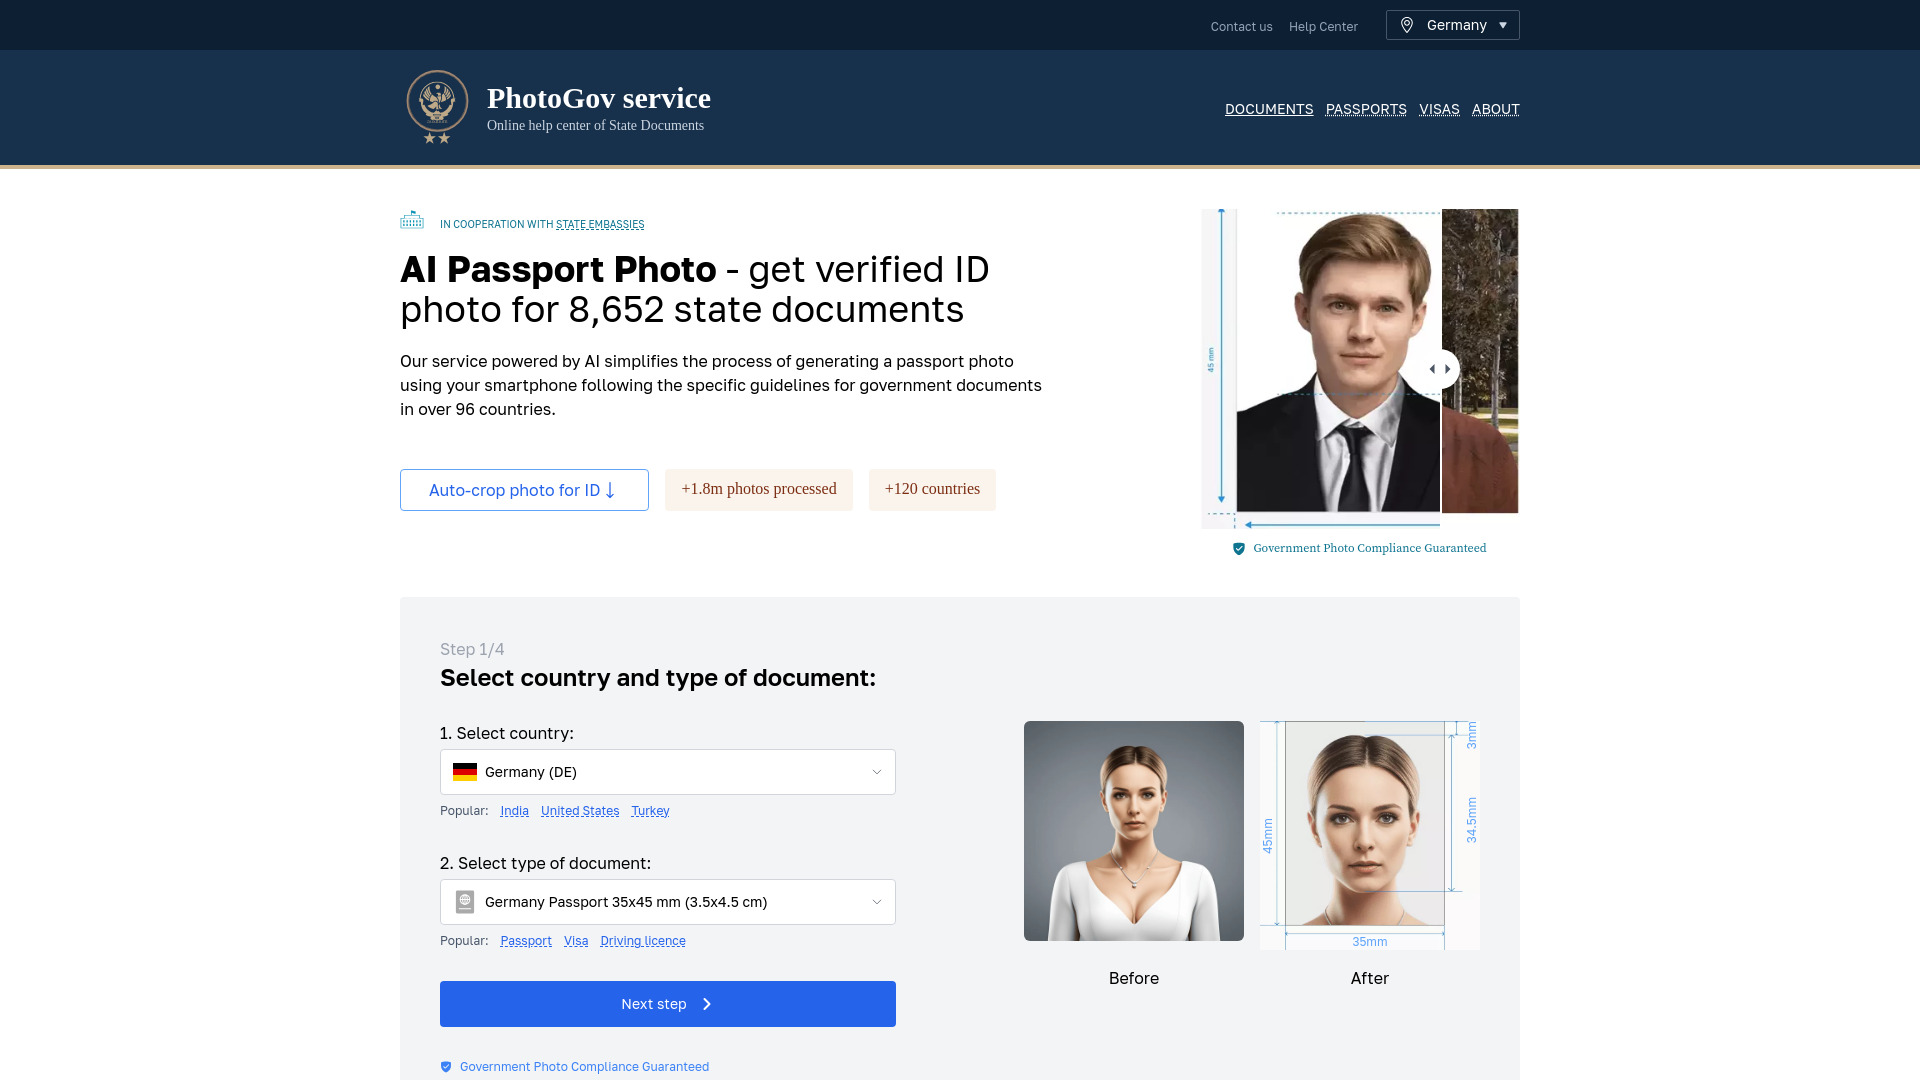 Contact us
Help Center
Germany
PhotoGov service
Online help center of State Documents
DOCUMENTS
PASSPORTS
VISAS
ABOUT
IN COOPERATION WITH STATE EMBASSIES
AI Passport Photo - get verified ID
photo for 8,652 state documents
Our service powered by AI simplifies the process of generating a passport photo
using your smartphone following the specific guidelines for government documents
in over 96 countries.
Auto-crop photo for ID ↓
+1.8m photos processed
+120 countries
45 mm
Government Photo Compliance Guaranteed
Step 1/4
Select country and type of document:
1. Select country:
Germany (DE)
Popular: India United States Turkey
2. Select type of document:
Germany Passport 35x45 mm (3.5x4.5 cm)
Popular: Passport Visa Driving licence
Next step
Government Photo Compliance Guaranteed
45mm
3mm
34.5mm
35mm
Before
After